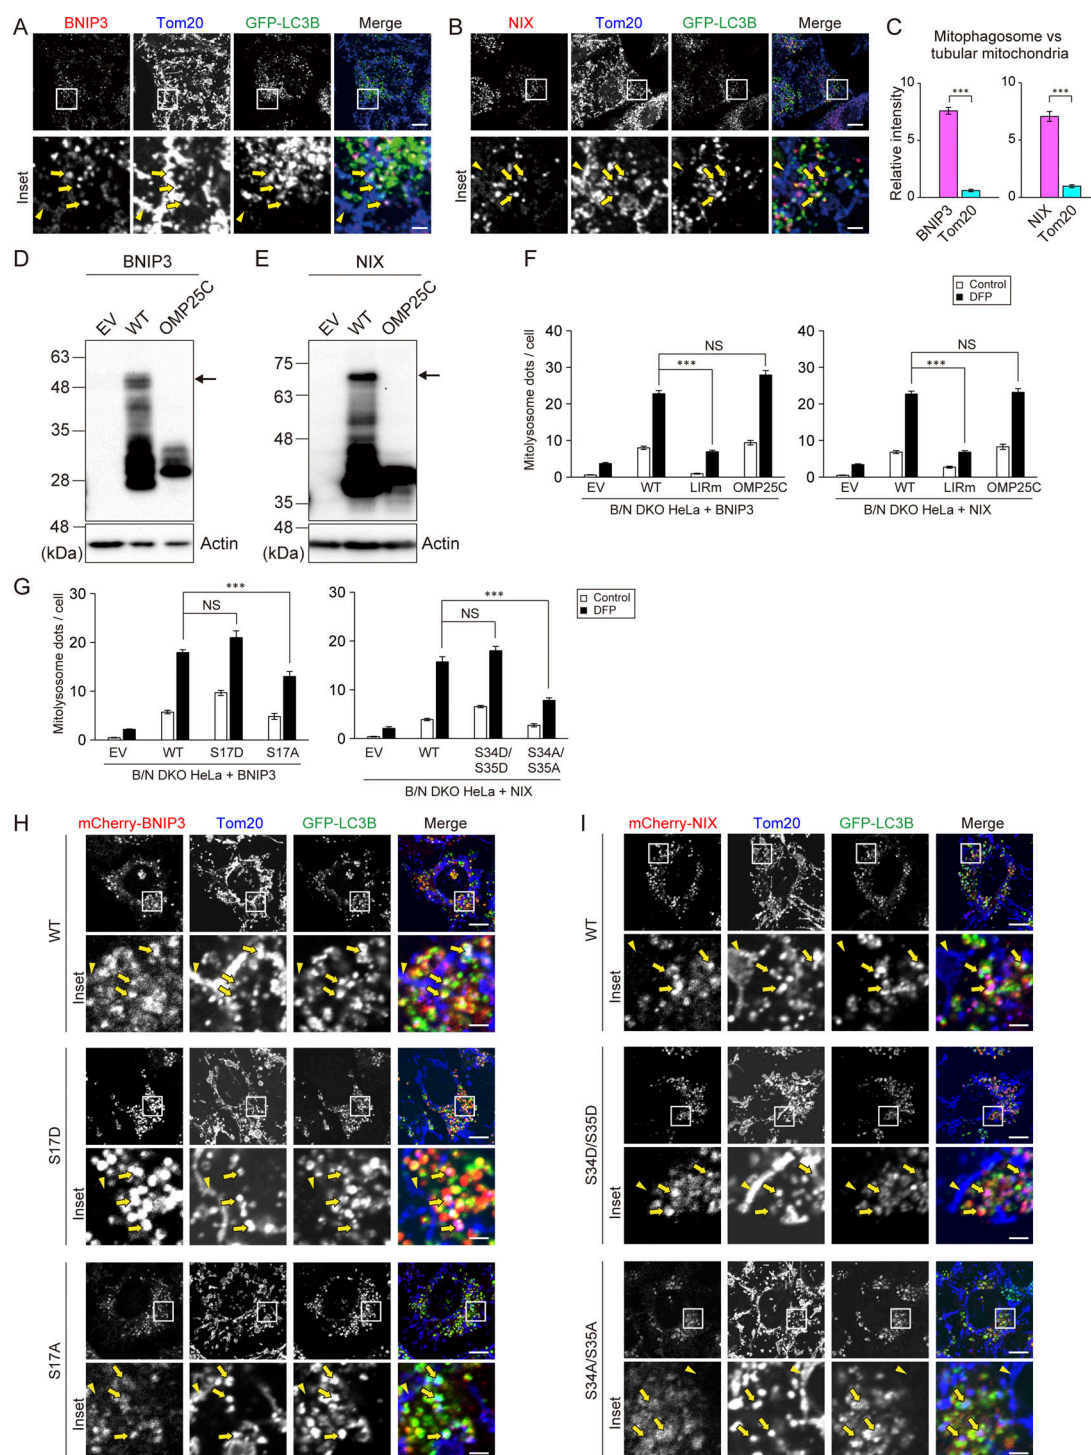 A
BNIP3 Tom20 GFP-LC3B Merge
Inset
B
NIX Tom20 GFP-LC3B Merge
Inset
C
Mitophagosome vs
tubular mitochondria
Relative intensity
10
5
0
***
BNIP3
Tom20
10
5
0
***
NIX
Tom20
D
BNIP3
EV WT OMP25C
63
48
35
28
48
(kDa)
Actin
E
NIX
EV WT OMP25C
75
63
48
35
48
(kDa)
Actin
F
Control
DFP
Mitolysosome dots / cell
40
30
20
10
0
NS
***
EV WT LIRm OMP25C
B/N DKO HeLa + BNIP3
40
30
20
10
0
NS
***
EV WT LIRm OMP25C
B/N DKO HeLa + NIX
G
Mitolysosome dots / cell
30
20
10
0
***
NS
EV WT S17D S17A
B/N DKO HeLa + BNIP3
30
20
10
0
***
NS
EV WT S34D/ S34A/
S35D S35A
B/N DKO HeLa + NIX
Control
DFP
H
mCherry-BNIP3 Tom20 GFP-LC3B Merge
WT
Inset
S17D
Inset
S17A
Inset
I
mCherry-NIX Tom20 GFP-LC3B Merge
WT
Inset
S34D/S35D
Inset
S34A/S35A
Inset